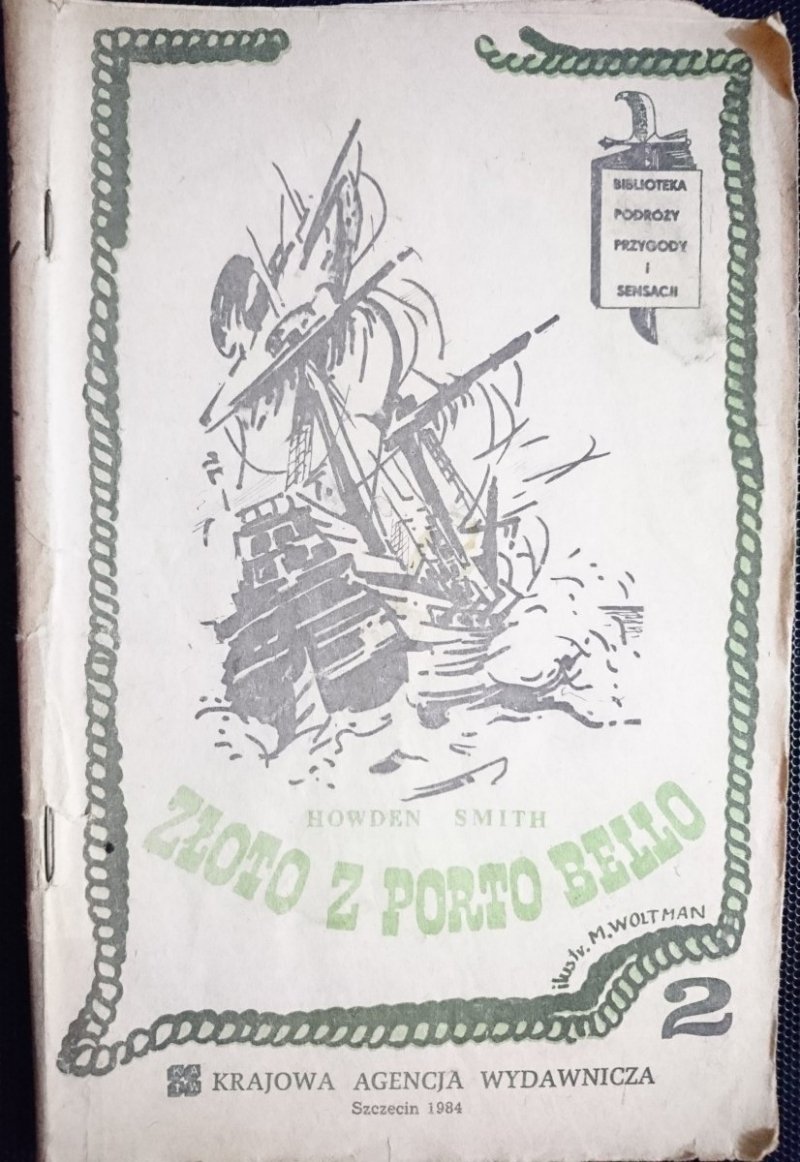 BIBLIOTEKA
PODRÓŻY
PRZYGODY
I
SENSACJI
HOWDEN SMITH
ZŁOTO Z PORTO BELLO
ilustr. M. WOLTMAN
2
KRAJOWA AGENCJA WYDAWNICZA
Szczecin 1984